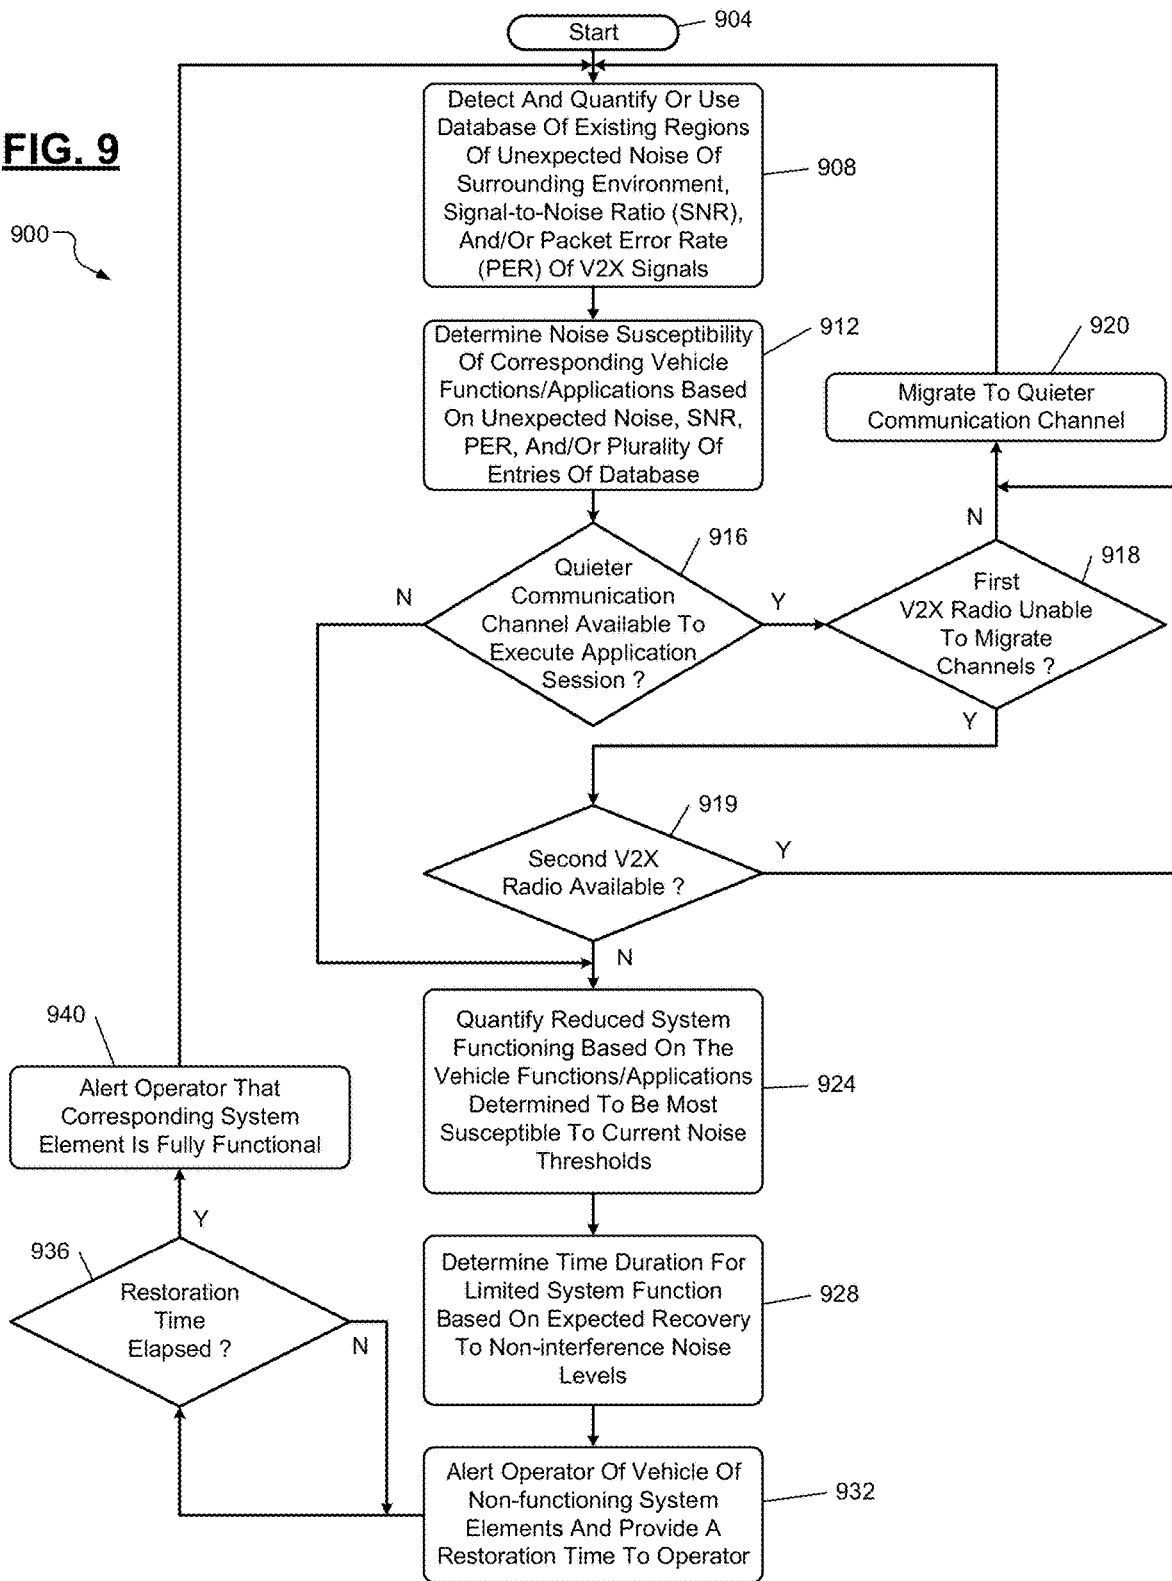 904
Start
FIG. 9
900
Detect And Quantify Or Use
Database Of Existing Regions
Of Unexpected Noise Of
Surrounding Environment,
Signal-to-Noise Ratio (SNR),
And/Or Packet Error Rate
(PER) Of V2X Signals
908
Determine Noise Susceptibility
Of Corresponding Vehicle
Functions/Applications Based
On Unexpected Noise, SNR,
PER, And/Or Plurality Of
Entries Of Database
912
920
Migrate To Quieter
Communication Channel
916
Quieter
Communication
Channel Available To
Execute Application
Session ?
N
Y
N
918
First
V2X Radio Unable
To Migrate
Channels ?
Y
919
Second V2X
Radio Available ?
Y
N
Quantify Reduced System
Functioning Based On The
Vehicle Functions/Applications
Determined To Be Most
Susceptible To Current Noise
Thresholds
924
940
Alert Operator That
Corresponding System
Element Is Fully Functional
Y
936
Restoration
Time
Elapsed ?
N
Determine Time Duration For
Limited System Function
Based On Expected Recovery
To Non-interference Noise
Levels
928
Alert Operator Of Vehicle Of
Non-functioning System
Elements And Provide A
Restoration Time To Operator
932